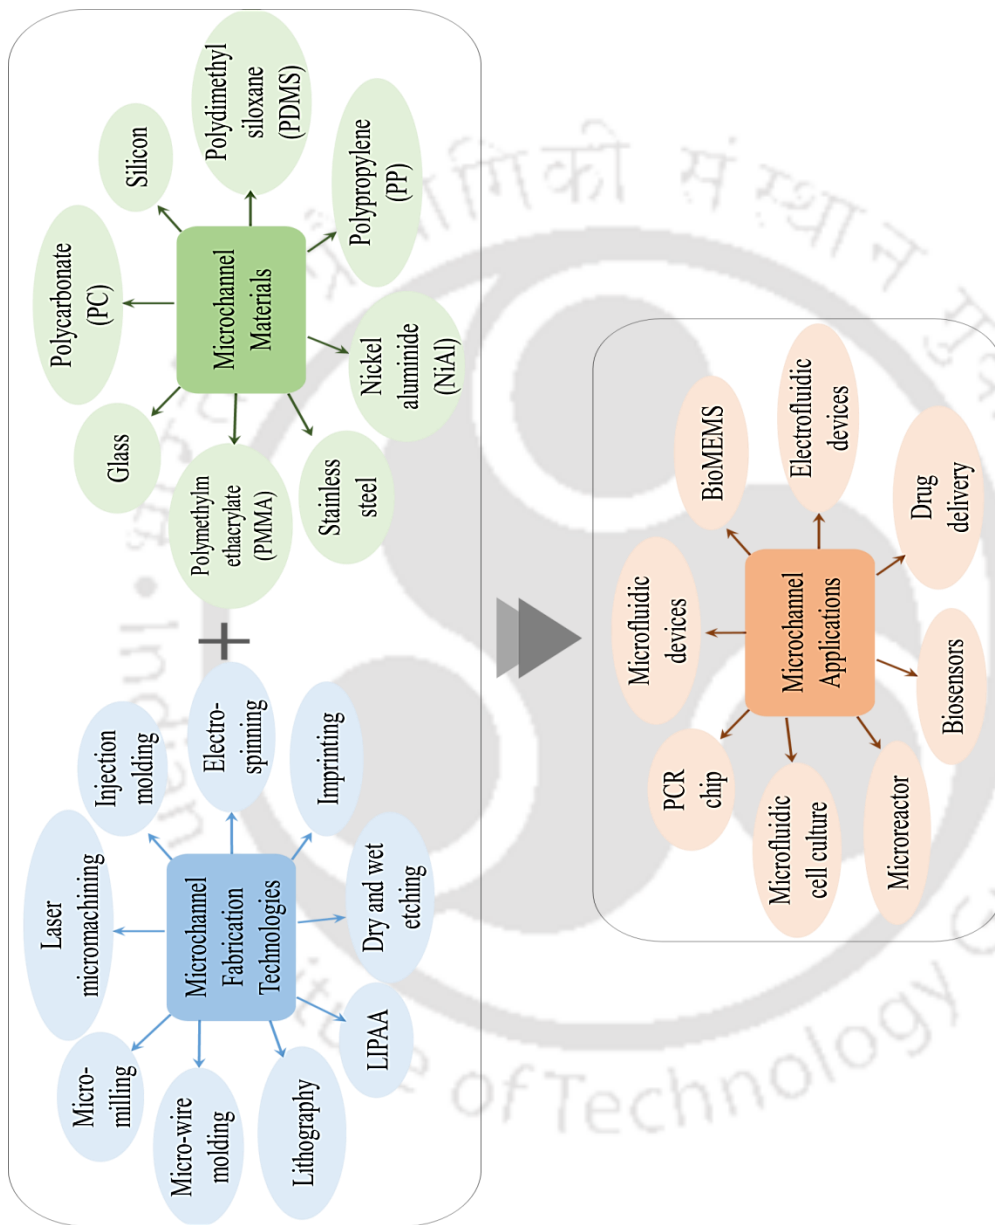 Laser
micromachining
Micro-
milling
Injection
molding
Micro-wire
molding
Microchannel
Fabrication
Technologies
Electro-
spinning
Lithography
Imprinting
LIPAA
Dry and wet
etching
+
Polycarbonate
(PC)
Glass
Silicon
Polymethylm
ethacrylate
(PMMA)
Microchannel
Materials
Polydimethyl
siloxane
(PDMS)
Stainless
steel
Nickel
aluminide
(NiAl)
Polypropylene
(PP)
Microfluidic
devices
PCR
chip
BioMEMS
Microfluidic
cell culture
Microchannel
Applications
Electrofluidic
devices
Microreactor
Biosensors
Drug
delivery
संस्थान
Indian
of Technology